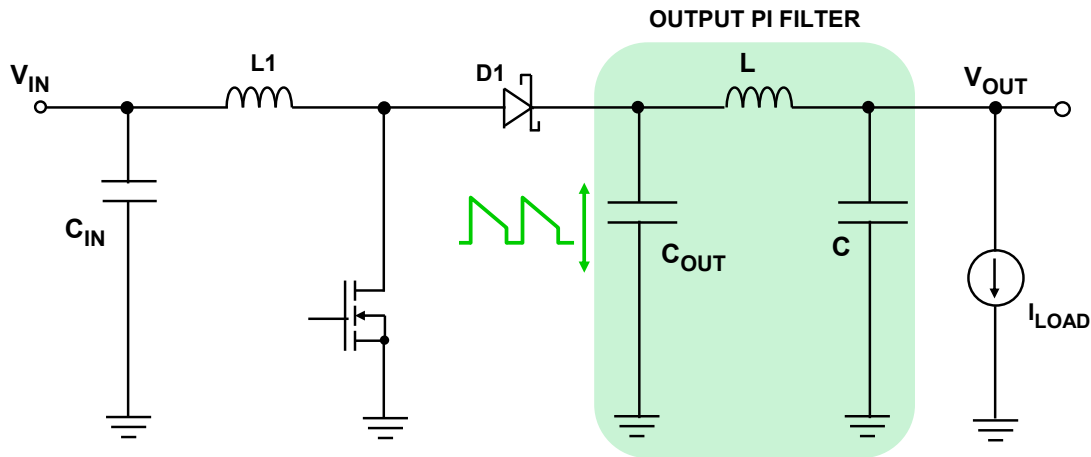 OUTPUT PI FILTER
VIN
L1
D1
L
VOUT
CIN
COUT
C
ILOAD